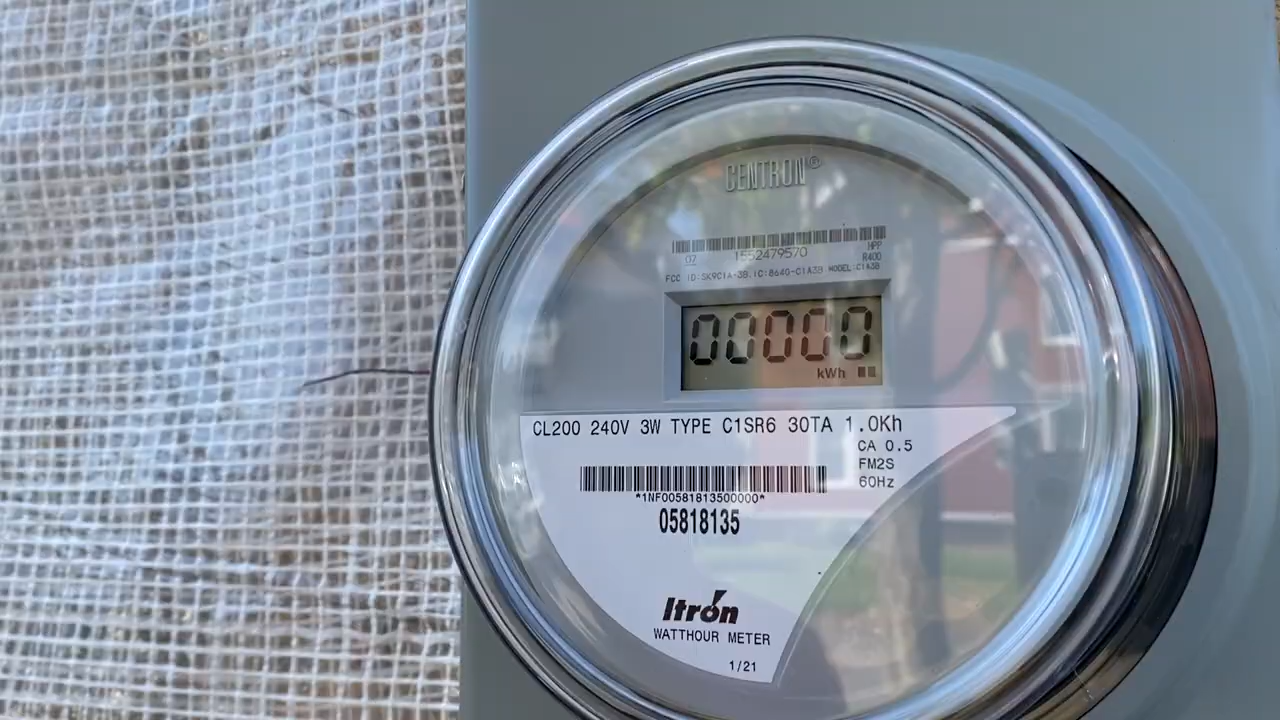 CENTRON®
OZ 1552479570 HPP
R400
FCC ID:SK9C1A-3B.IC:864G-C1A3B MODEL:C1A3B
00000
kWh
CL200 240V 3W TYPE C1SR6 30TA 1.0Kh
CA 0.5
FM2S
60Hz
*1NF00581813500000*
05818135
Itron
WATTHOUR METER
1/21